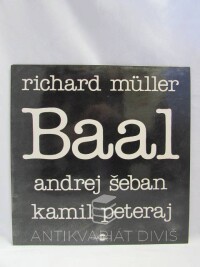 richard müller
Baal
andrej šeban
kamil peteraj
ANTIKVARIÁT DIVIŠ